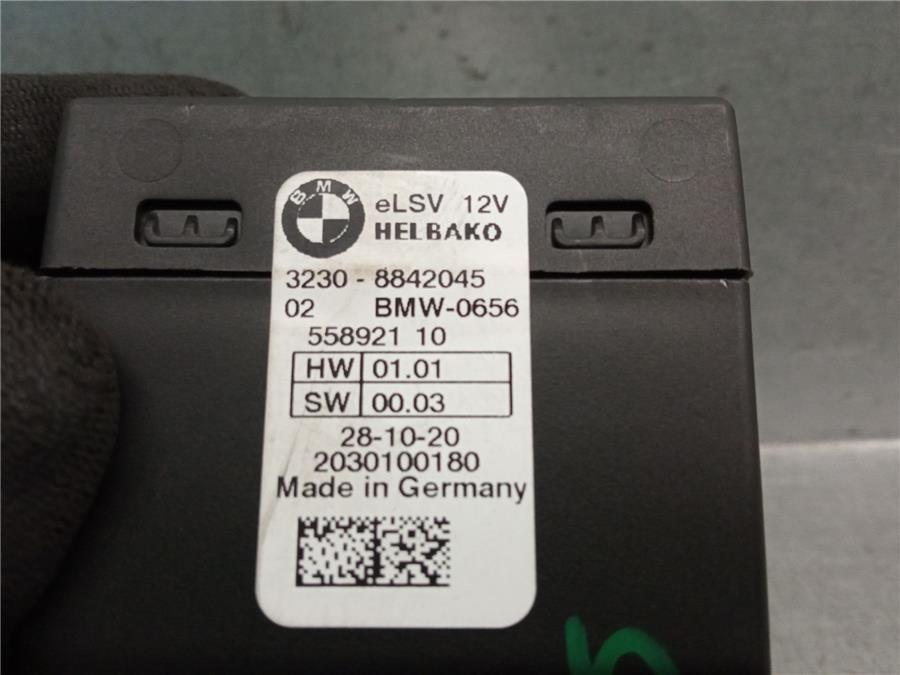 BMW
eLSV 12V
HELBAKO
3230 - 8842045
02 BMW-0656
558921 10
HW 01.01
SW 00.03
28-10-20
2030100180
Made in Germany